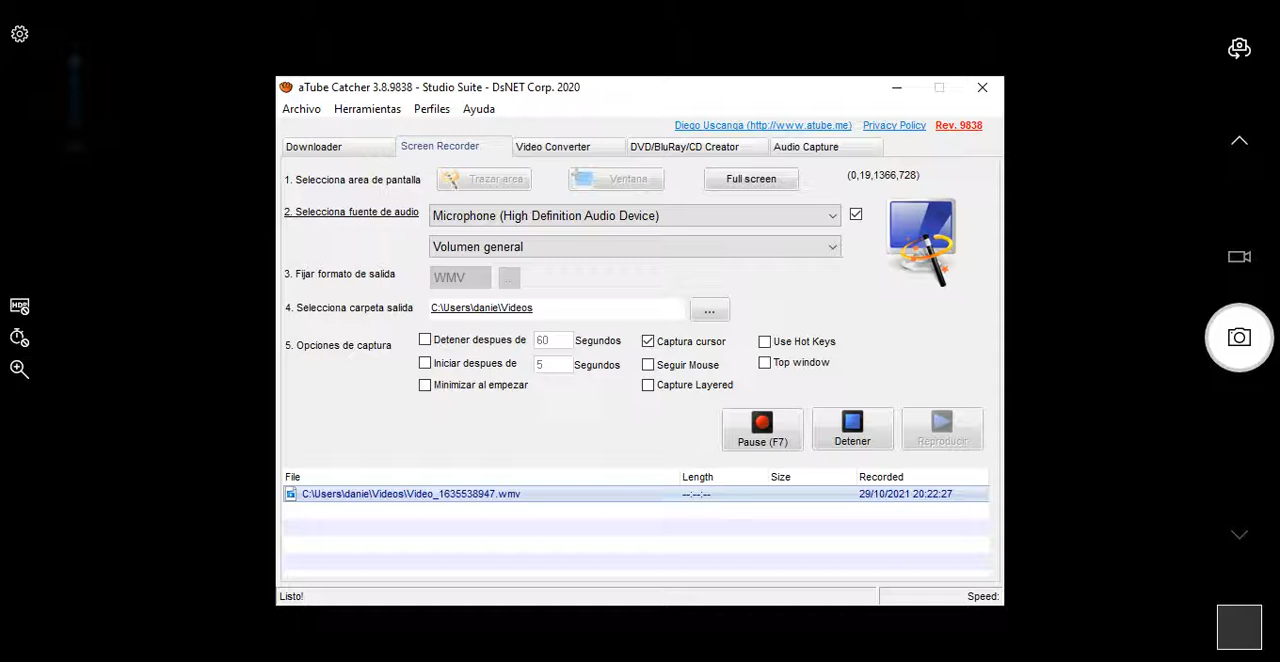 aTube Catcher 3.8.9838 - Studio Suite - DsNET Corp. 2020
Archivo Herramientas Perfiles Ayuda
Diego Uscanga (http://www.atube.me) Privacy Policy Rev. 9838
Downloader Screen Recorder Video Converter DVD/BluRay/CD Creator Audio Capture
1. Selecciona area de pantalla Trazar area Ventana Full screen (0,19,1366,728)
2. Selecciona fuente de audio Microphone (High Definition Audio Device)
Volumen general
3. Fijar formato de salida WMV ...
4. Selecciona carpeta salida C:\Users\danie\Videos ...
5. Opciones de captura
Detener despues de 60 Segundos Captura cursor Use Hot Keys
Iniciar despues de 5 Segundos Seguir Mouse Top window
Minimizar al empezar Capture Layered
Pause (F7) Detener Reproducir
File Length Size Recorded
C:\Users\danie\Videos\Video_1635538947.wmv --:--:-- 29/10/2021 20:22:27
Listo! Speed:
HDR